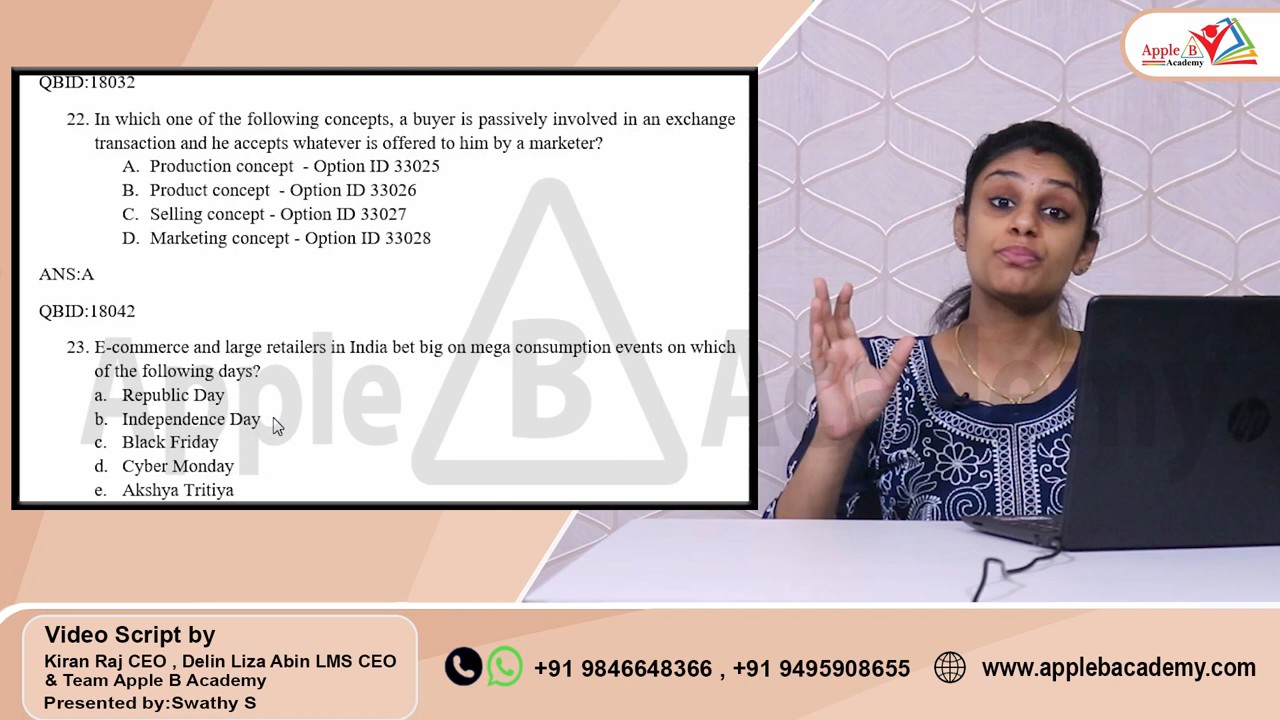 Apple B
Academy
QBID:18032
22. In which one of the following concepts, a buyer is passively involved in an exchange
transaction and he accepts whatever is offered to him by a marketer?
A. Production concept - Option ID 33025
B. Product concept - Option ID 33026
C. Selling concept - Option ID 33027
D. Marketing concept - Option ID 33028
ANS:A
QBID:18042
23. E-commerce and large retailers in India bet big on mega consumption events on which
of the following days?
a. Republic Day
b. Independence Day
c. Black Friday
d. Cyber Monday
e. Akshya Tritiya
Apple B Academy
hp
Video Script by
Kiran Raj CEO , Delin Liza Abin LMS CEO
& Team Apple B Academy
Presented by:Swathy S
+91 9846648366 , +91 9495908655
www.applebacademy.com